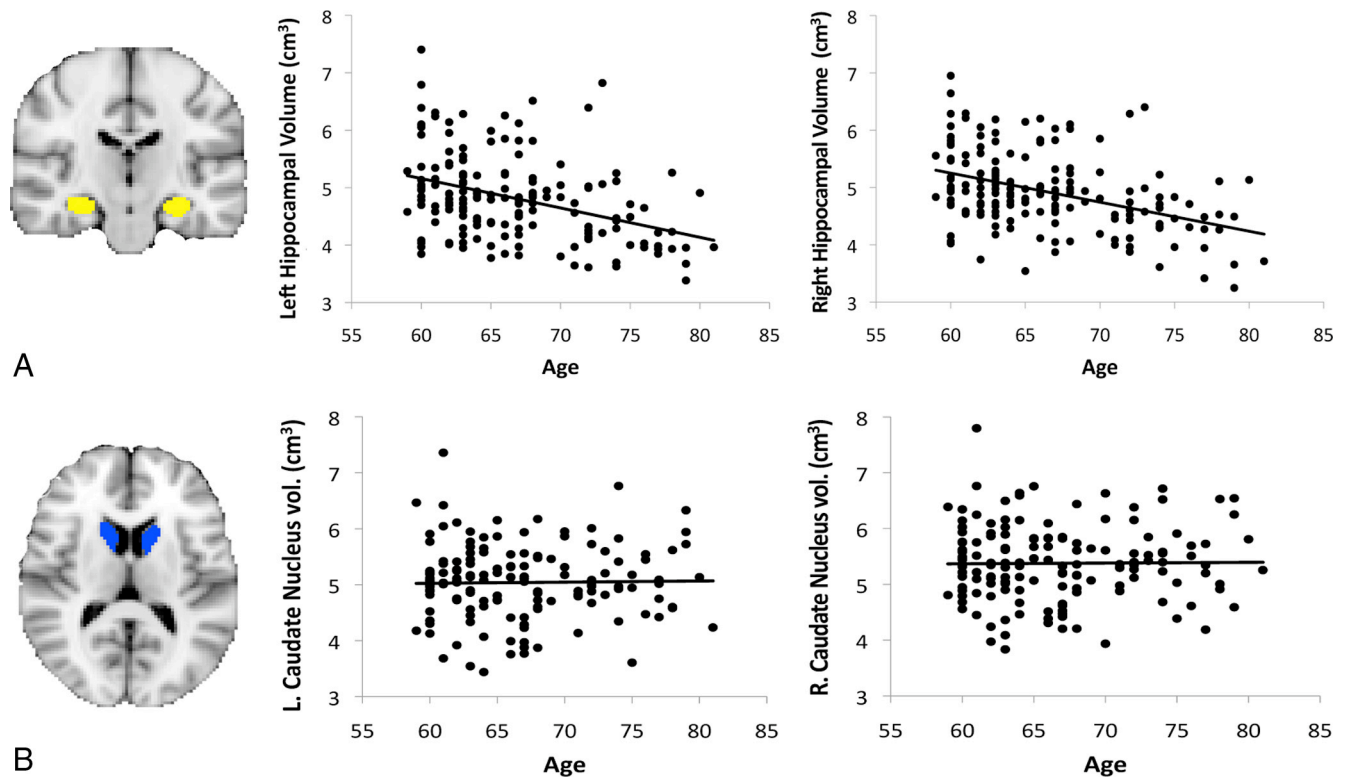 8
7
6
5
4
3
55 60 65 70 75 80 85
Left Hippocampal Volume (cm³)
Age
8
7
6
5
4
3
55 60 65 70 75 80 85
Right Hippocampal Volume (cm³)
Age
A
8
7
6
5
4
3
55 60 65 70 75 80 85
L. Caudate Nucleus vol. (cm³)
Age
8
7
6
5
4
3
55 60 65 70 75 80 85
R. Caudate Nucleus vol. (cm³)
Age
B